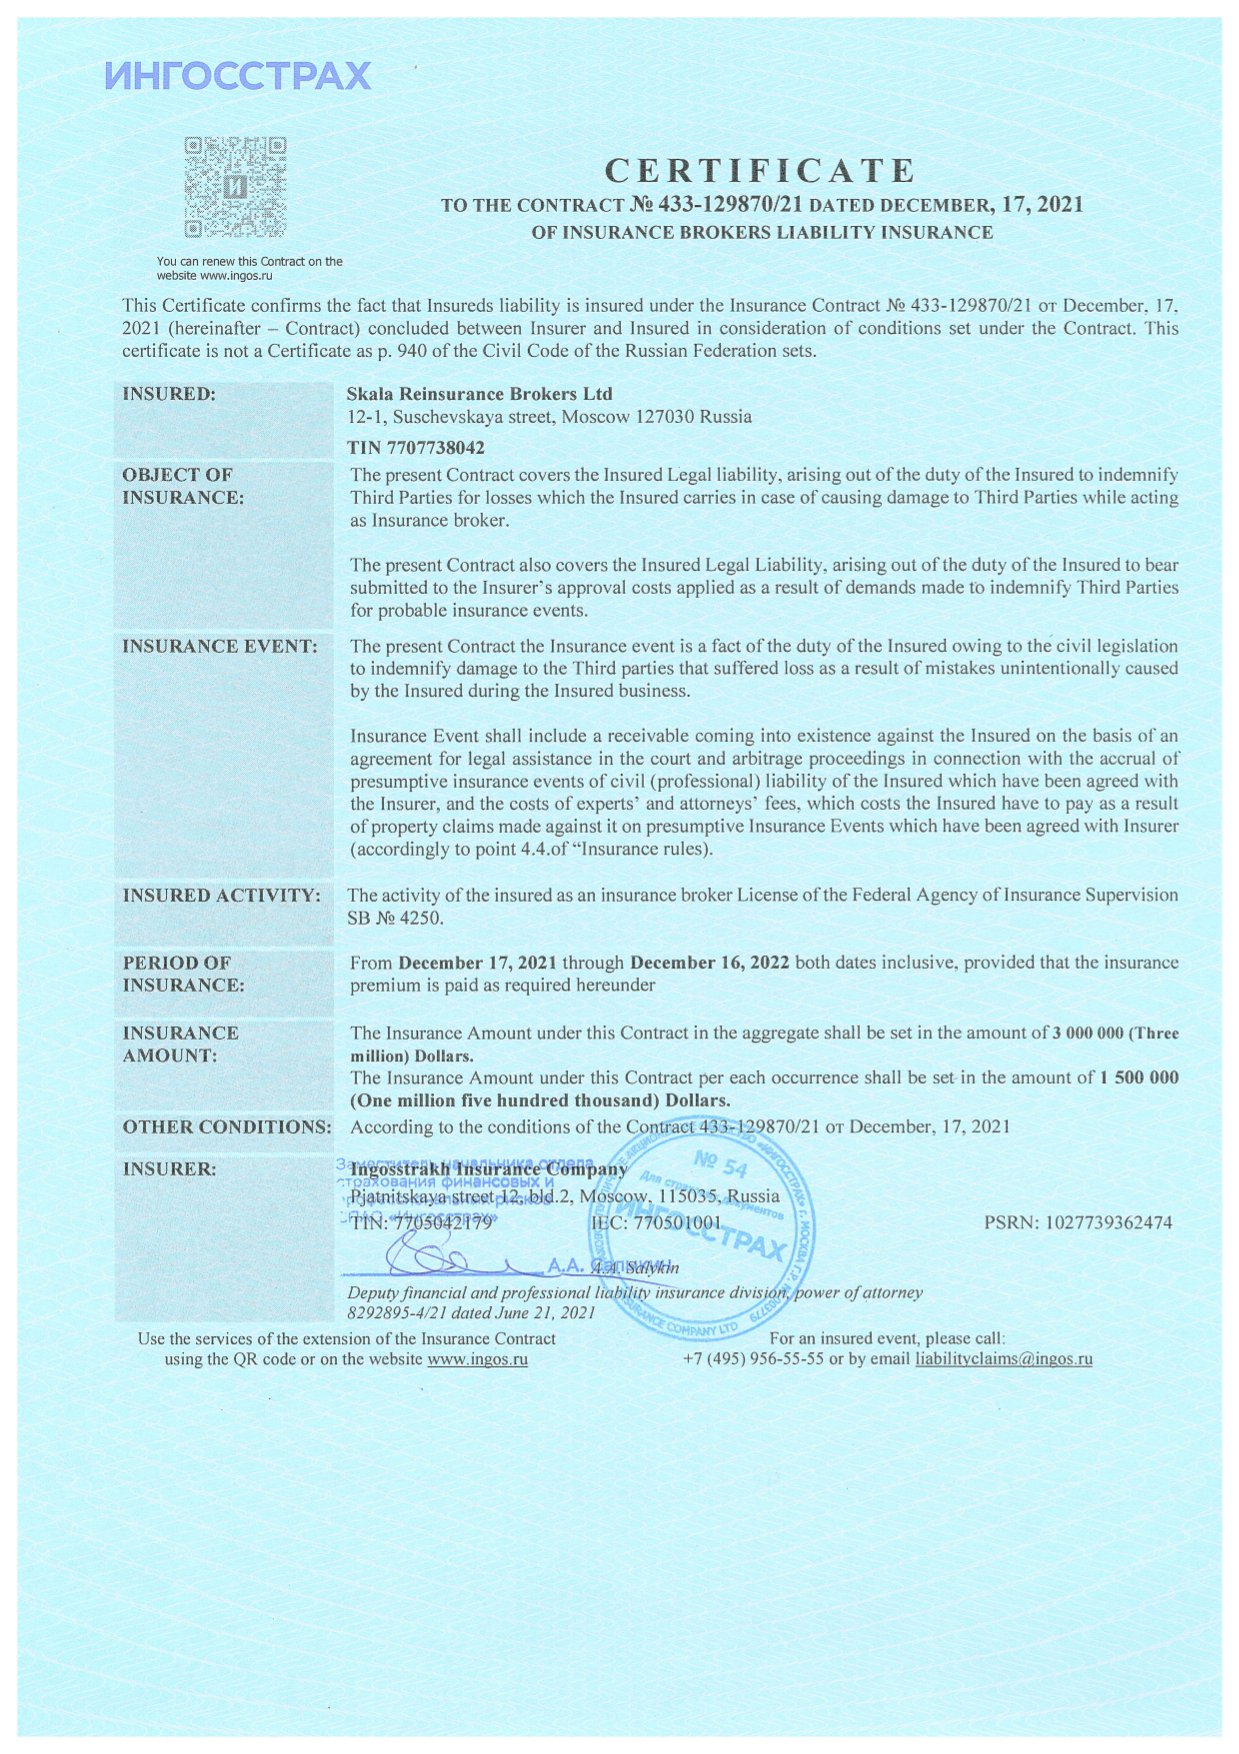 ИНГОССТРАХ
И
You can renew this Contract on the
website www.ingos.ru
CERTIFICATE
TO THE CONTRACT № 433-129870/21 DATED DECEMBER, 17, 2021
OF INSURANCE BROKERS LIABILITY INSURANCE
This Certificate confirms the fact that Insureds liability is insured under the Insurance Contract № 433-129870/21 от December, 17,
2021 (hereinafter – Contract) concluded between Insurer and Insured in consideration of conditions set under the Contract. This
certificate is not a Certificate as p. 940 of the Civil Code of the Russian Federation sets.
INSURED:
Skala Reinsurance Brokers Ltd
12-1, Suschevskaya street, Moscow 127030 Russia
TIN 7707738042
OBJECT OF
INSURANCE:
The present Contract covers the Insured Legal liability, arising out of the duty of the Insured to indemnify
Third Parties for losses which the Insured carries in case of causing damage to Third Parties while acting
as Insurance broker.
The present Contract also covers the Insured Legal Liability, arising out of the duty of the Insured to bear
submitted to the Insurer's approval costs applied as a result of demands made to indemnify Third Parties
for probable insurance events.
INSURANCE EVENT:
The present Contract the Insurance event is a fact of the duty of the Insured owing to the civil legislation
to indemnify damage to the Third parties that suffered loss as a result of mistakes unintentionally caused
by the Insured during the Insured business.
Insurance Event shall include a receivable coming into existence against the Insured on the basis of an
agreement for legal assistance in the court and arbitrage proceedings in connection with the accrual of
presumptive insurance events of civil (professional) liability of the Insured which have been agreed with
the Insurer, and the costs of experts' and attorneys' fees, which costs the Insured have to pay as a result
of property claims made against it on presumptive Insurance Events which have been agreed with Insurer
(accordingly to point 4.4.of “Insurance rules).
INSURED ACTIVITY:
The activity of the insured as an insurance broker License of the Federal Agency of Insurance Supervision
SB № 4250.
PERIOD OF
INSURANCE:
From December 17, 2021 through December 16, 2022 both dates inclusive, provided that the insurance
premium is paid as required hereunder
INSURANCE
AMOUNT:
The Insurance Amount under this Contract in the aggregate shall be set in the amount of 3 000 000 (Three
million) Dollars.
The Insurance Amount under this Contract per each occurrence shall be set in the amount of 1 500 000
(One million five hundred thousand) Dollars.
OTHER CONDITIONS:
According to the conditions of the Contract 433-129870/21 от December, 17, 2021
INSURER:
Ingosstrakh Insurance Company
Pjatnitskaya street 12, bld.2, Moscow, 115035, Russia
TIN: 7705042179 IEC: 770501001 PSRN: 1027739362474
Заместитель начальника отдела
страхования финансовых и
рисков
«Ингосстрах»
А.А. Салыкин
№ 54
Для страховых документов
ИНГОССТРАХ
INSURANCE COMPANY LTD
A.A. Salykin
Deputy financial and professional liability insurance division, power of attorney
8292895-4/21 dated June 21, 2021
Use the services of the extension of the Insurance Contract
using the QR code or on the website www.ingos.ru
For an insured event, please call:
+7 (495) 956-55-55 or by email liabilityclaims@ingos.ru